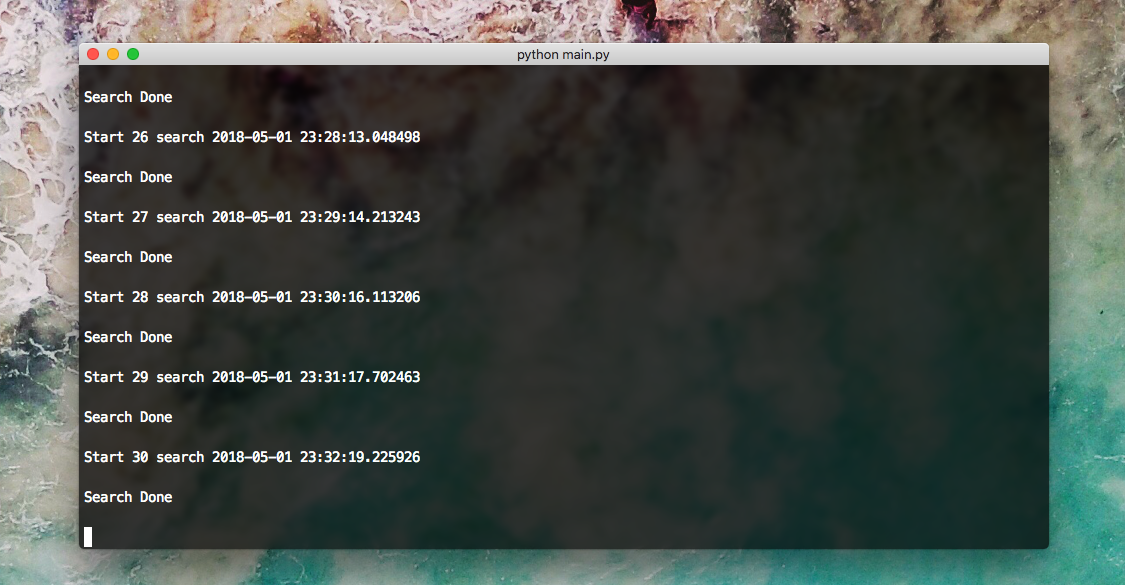 python main.py
Search Done
Start 26 search 2018-05-01 23:28:13.048498
Search Done
Start 27 search 2018-05-01 23:29:14.213243
Search Done
Start 28 search 2018-05-01 23:30:16.113206
Search Done
Start 29 search 2018-05-01 23:31:17.702463
Search Done
Start 30 search 2018-05-01 23:32:19.225926
Search Done